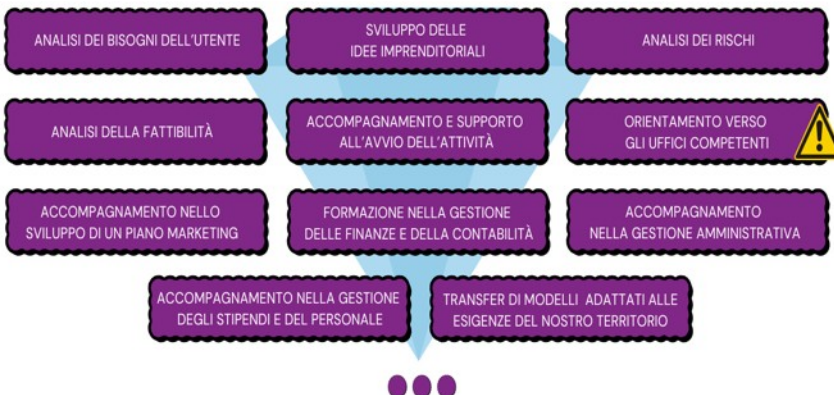 ANALISI DEI BISOGNI DELL'UTENTE
SVILUPPO DELLE
IDEE IMPRENDITORIALI
ANALISI DEI RISCHI
ANALISI DELLA FATTIBILITÀ
ACCOMPAGNAMENTO E SUPPORTO
ALL'AVVIO DELL'ATTIVITÀ
ORIENTAMENTO VERSO
GLI UFFICI COMPETENTI
ACCOMPAGNAMENTO NELLO
SVILUPPO DI UN PIANO MARKETING
FORMAZIONE NELLA GESTIONE
DELLE FINANZE E DELLA CONTABILITÀ
ACCOMPAGNAMENTO
NELLA GESTIONE AMMINISTRATIVA
ACCOMPAGNAMENTO NELLA GESTIONE
DEGLI STIPENDI E DEL PERSONALE
TRANSFER DI MODELLI ADATTATI ALLE
ESIGENZE DEL NOSTRO TERRITORIO